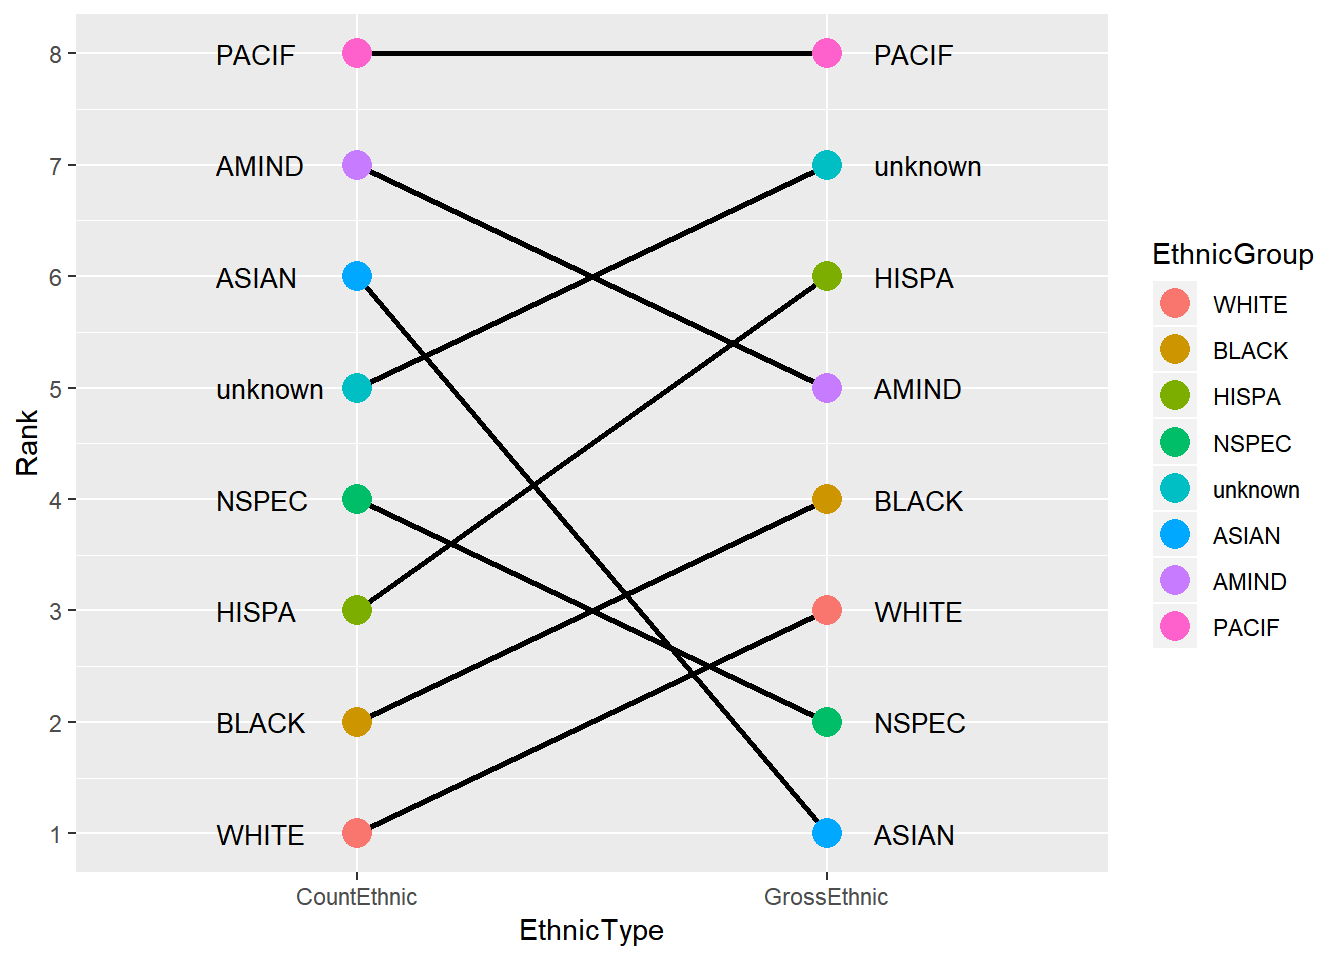 8 PACIF PACIF
7 AMIND unknown
6 ASIAN HISPA
5 unknown AMIND
4 NSPEC BLACK
3 HISPA WHITE
2 BLACK NSPEC
1 WHITE ASIAN
Rank
CountEthnic GrossEthnic
EthnicType
EthnicGroup
WHITE
BLACK
HISPA
NSPEC
unknown
ASIAN
AMIND
PACIF